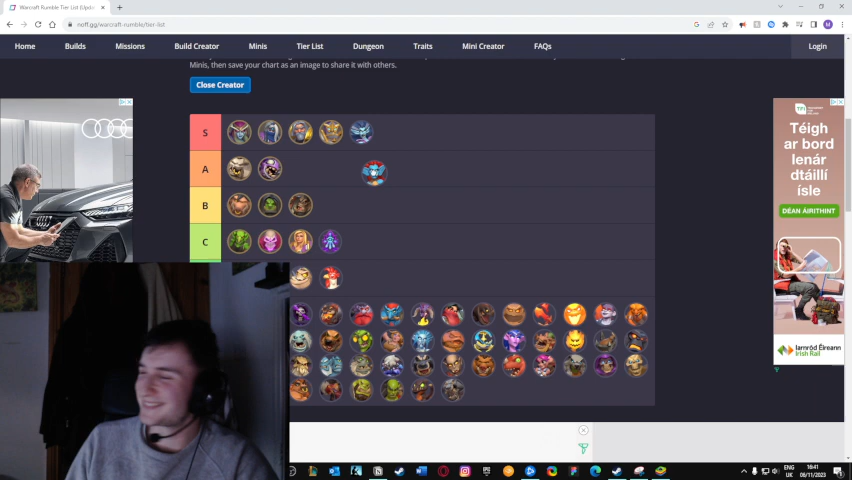 Warcraft Rumble Tier List (Upda
noff.gg/warcraft-rumble/tier-list
Home Builds Missions Build Creator Minis Tier List Dungeon Traits Mini Creator FAQs Login
Minis, then save your chart as an image to share it with others.
Close Creator
S
A
B
C
TFI
Téigh
ar bord
lenár
dtáillí
ísle
DÉAN ÁIRITHINT
Iarnród Éireann
Irish Rail
ENG
UK
16:41
08/11/2023